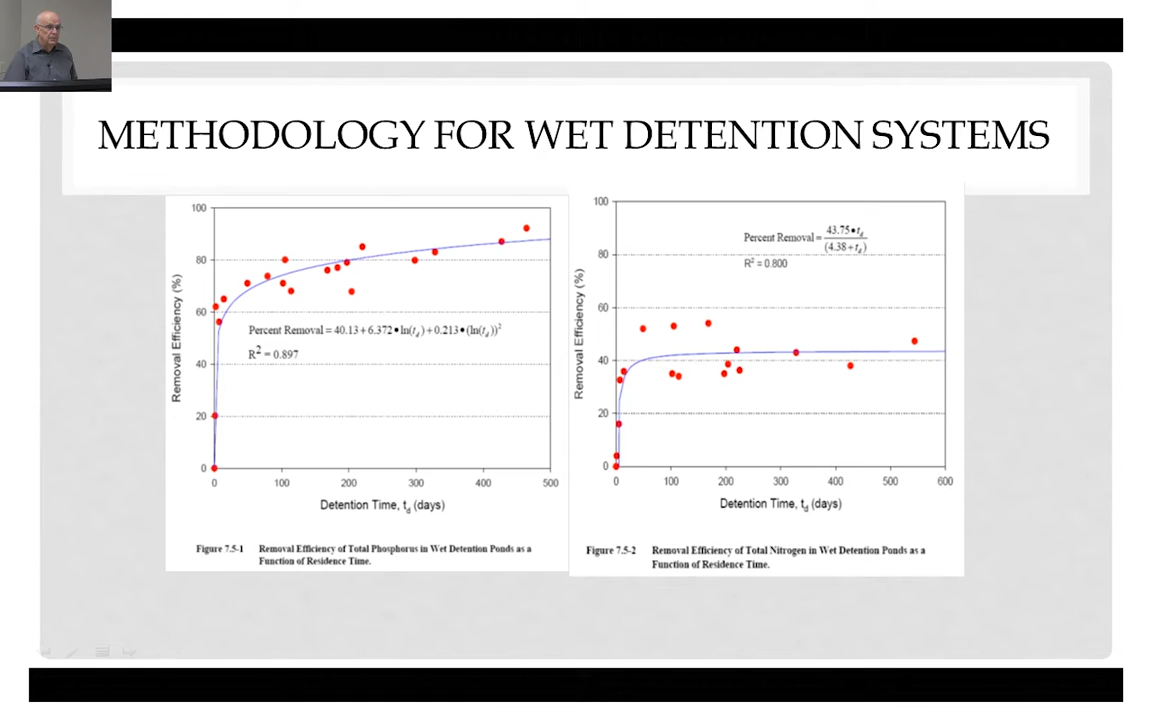 METHODOLOGY FOR WET DETENTION SYSTEMS
100
80
60
40
20
0
Removal Efficiency (%)
Percent Removal = 40.13 + 6.372 • ln(t_d) + 0.213 • (ln(t_d))²
R² = 0.897
0 100 200 300 400 500
Detention Time, t_d (days)
Figure 7.5-1 Removal Efficiency of Total Phosphorus in Wet Detention Ponds as a
Function of Residence Time.
100
80
60
40
20
0
Removal Efficiency (%)
Percent Removal = 43.75 • t_d / (4.38 + t_d)
R² = 0.800
0 100 200 300 400 500 600
Detention Time, t_d (days)
Figure 7.5-2 Removal Efficiency of Total Nitrogen in Wet Detention Ponds as a
Function of Residence Time.